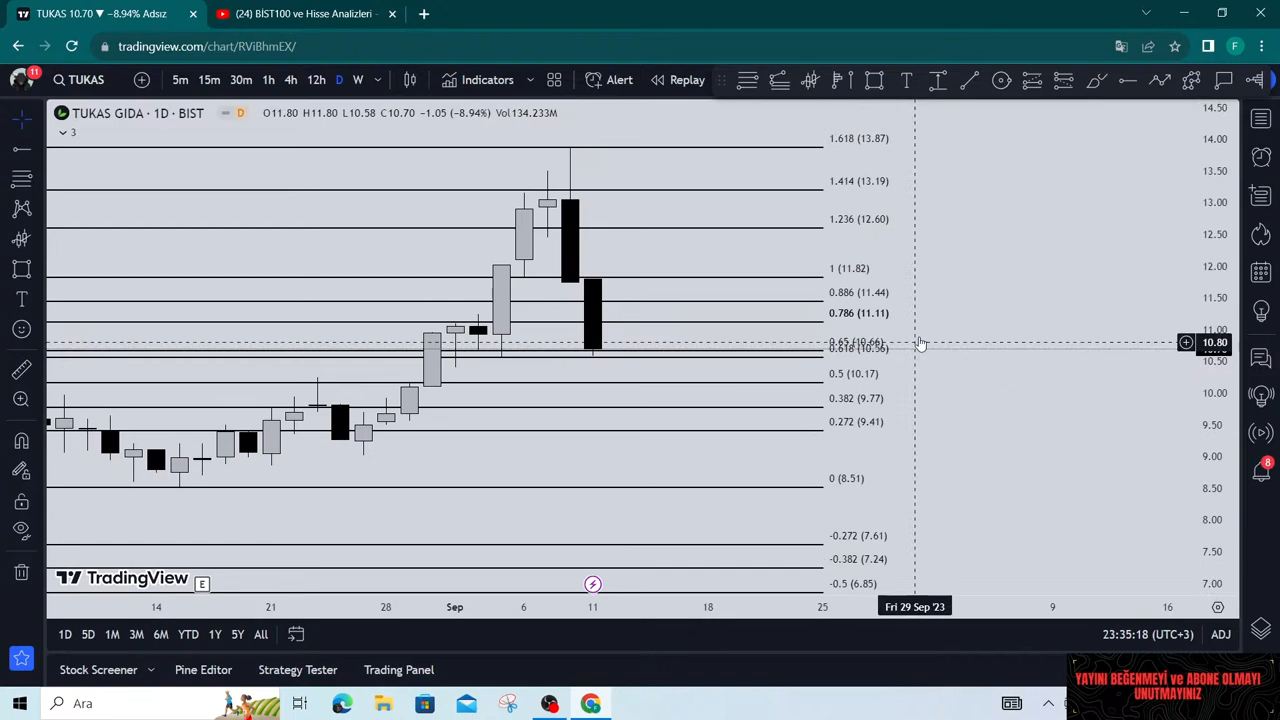 TUKAS 10.70 ▼ −8.94% Adsız
(24) BİST100 ve Hisse Analizleri -
tradingview.com/chart/RViBhmEX/
11
TUKAS
5m 15m 30m 1h 4h 12h D W
Indicators
Alert
Replay
TUKAS GIDA · 1D · BIST
D
O11.80 H11.80 L10.58 C10.70 −1.05 (−8.94%) Vol134.233M
3
14.50
14.00
13.50
13.00
12.50
12.00
11.50
11.00
10.80
10.50
10.00
9.50
9.00
8.50
8.00
7.50
7.00
1.618 (13.87)
1.414 (13.19)
1.236 (12.60)
1 (11.82)
0.886 (11.44)
0.786 (11.11)
0.65 (10.66)
0.618 (10.56)
0.5 (10.17)
0.382 (9.77)
0.272 (9.41)
0 (8.51)
-0.272 (7.61)
-0.382 (7.24)
-0.5 (6.85)
8
TradingView
E
14 21 28 Sep 6 11 18 25 Fri 29 Sep '23 9 16
1D 5D 1M 3M 6M YTD 1Y 5Y All
23:35:18 (UTC+3) ADJ
Stock Screener Pine Editor Strategy Tester Trading Panel
Ara
YAYINI BEĞENMEYİ ve ABONE OLMAYI
UNUTMAYINIZ
F